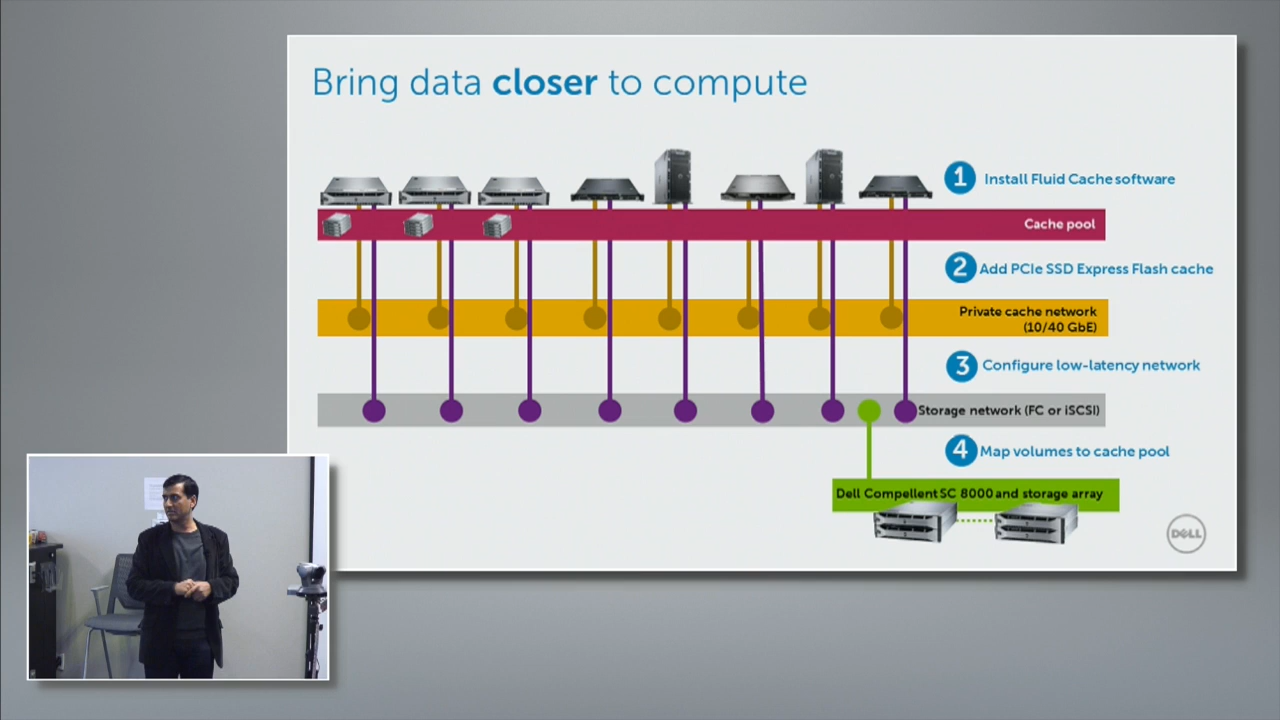 Bring data closer to compute
1 Install Fluid Cache software
Cache pool
2 Add PCIe SSD Express Flash cache
Private cache network
(10/40 GbE)
3 Configure low-latency network
Storage network (FC or iSCSI)
4 Map volumes to cache pool
Dell Compellent SC 8000 and storage array
DELL